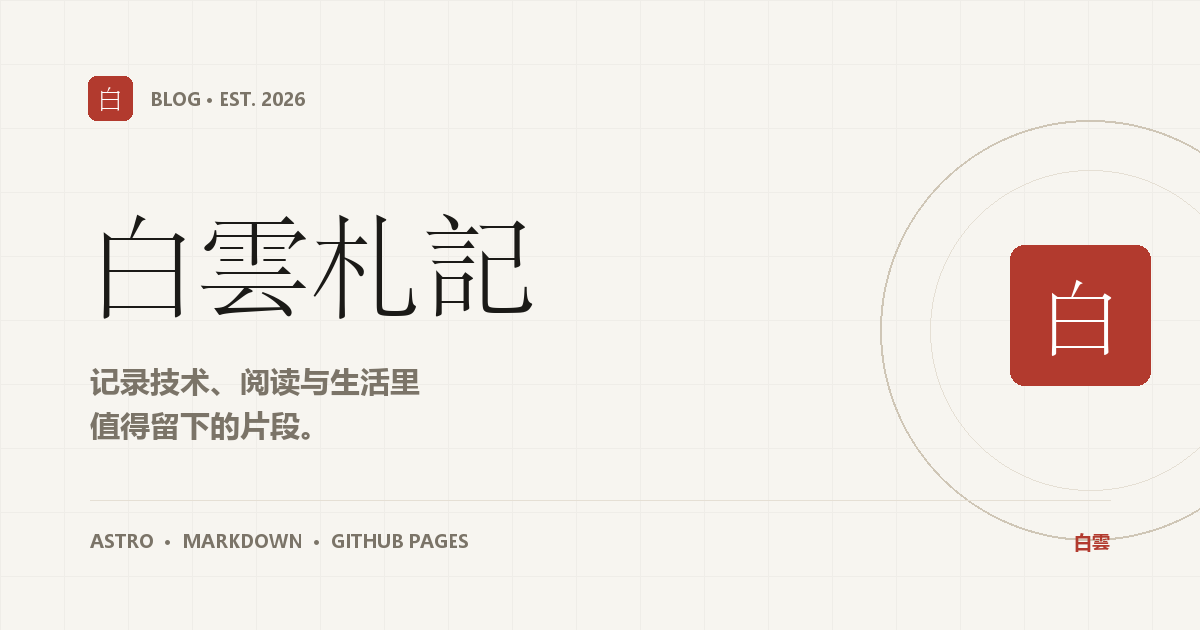 白
BLOG • EST. 2026
白雲札記
记录技术、阅读与生活里
值得留下的片段。
白
ASTRO • MARKDOWN • GITHUB PAGES
白雲